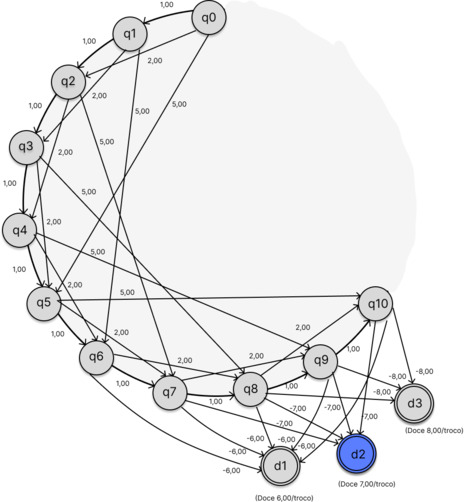 1,00
q0
q1
1,00
2,00
q2
2,00
5,00
5,00
1,00
q3
2,00
5,00
1,00
5,00
q4
2,00
5,00
1,00
2,00
5,00
q5
q10
1,00
2,00
2,00
q6
2,00
q9
1,00
1,00
-8,00
-8,00
q7
1,00
q8
1,00
-8,00
d3
-7,00
-7,00
-7,00
(Doce 8,00/troco)
-7,00
-6,00
-6,00
-6,00
-6,00
-6,00
d1
d2
(Doce 7,00/troco)
(Doce 6,00/troco)